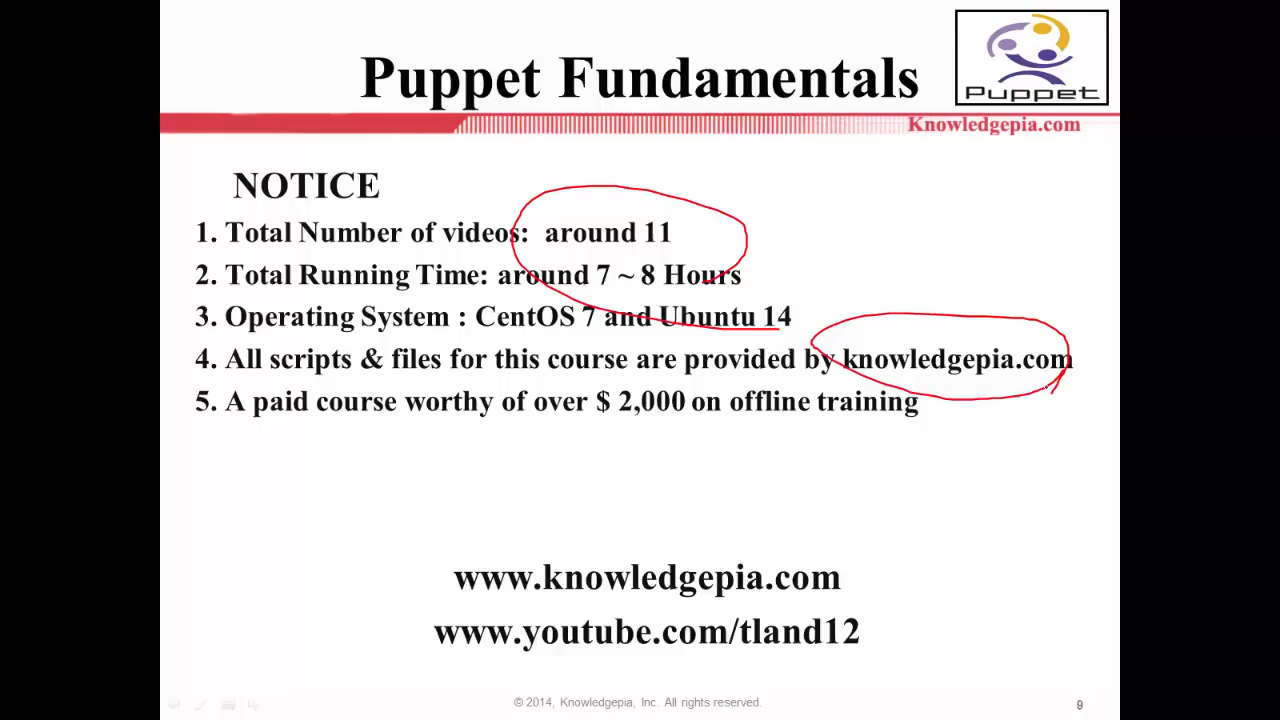 Puppet Fundamentals
Puppet
Knowledgepia.com
NOTICE
1. Total Number of videos: around 11
2. Total Running Time: around 7 ~ 8 Hours
3. Operating System : CentOS 7 and Ubuntu 14
4. All scripts & files for this course are provided by knowledgepia.com
5. A paid course worthy of over $ 2,000 on offline training
www.knowledgepia.com
www.youtube.com/tland12
© 2014, Knowledgepia, Inc. All rights reserved.
9